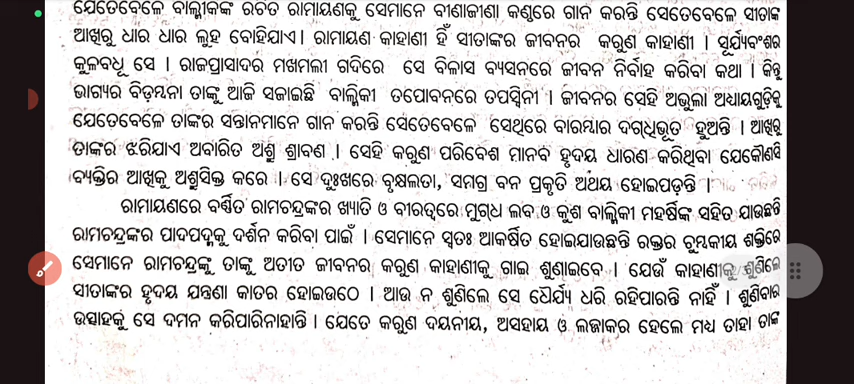 ଯେତେବେଳେ ବାଲ୍ମୀକିଙ୍କ ରଚିତ ରାମାୟଣକୁ ସେମାନେ ବୀଣାଜୀଣା କଣ୍ଠରେ ଗାନ କରନ୍ତି ସେତେବେଳେ ସୀତାଙ୍କ
ଆଖିରୁ ଧାର ଧାର ଲୁହ ବୋହିଯାଏ । ରାମାୟଣ କାହାଣୀ ହିଁ ସୀତାଙ୍କର ଜୀବନର କରୁଣ କାହାଣୀ । ସୂର୍ଯ୍ୟବଂଶର
କୁଳବଧୂ ସେ । ରାଜପ୍ରାସାଦର ମଖମଲୀ ଗଦିରେ ସେ ବିଳାସ ବ୍ୟସନରେ ଜୀବନ ନିର୍ବାହ କରିବା କଥା । କିନ୍ତୁ
ଭାଗ୍ୟର ବିଡ଼ମ୍ବନା ତାଙ୍କୁ ଆଜି ସଜାଇଛି ବାଲ୍ମିକୀ ତପୋବନରେ ତପସ୍ୱିନୀ । ଜୀବନର ସେହି ଅଭୁଲା ଅଧ୍ୟାୟଗୁଡ଼ିକୁ
ଯେତେବେଳେ ତାଙ୍କର ସନ୍ତାନମାନେ ଗାନ କରନ୍ତି ସେତେବେଳେ ସେଥିରେ ବାରମ୍ବାର ଦଗ୍ଧିଭୂତ ହୁଅନ୍ତି । ଆଖିରୁ
ତାଙ୍କର ଝରିଯାଏ ଅବାରିତ ଅଶ୍ରୁ ଶ୍ରାବଣ । ସେହି କରୁଣ ପରିବେଶ ମାନବ ହୃଦୟ ଧାରଣ କରିଥିବା ଯେକୌଣସି
ବ୍ୟକ୍ତିର ଆଖିକୁ ଅଶ୍ରୁସିକ୍ତ କରେ । ସେ ଦୁଃଖରେ ବୃକ୍ଷଲତା, ସମଗ୍ର ବନ ପ୍ରକୃତି ଅଥୟ ହୋଇପଡ଼ନ୍ତି ।
ରାମାୟଣରେ ବର୍ଣ୍ଣିତ ରାମଚନ୍ଦ୍ରଙ୍କର ଖ୍ୟାତି ଓ ବୀରତ୍ୱରେ ମୁଗ୍ଧ ଲବ ଓ କୁଶ ବାଲ୍ମିକୀ ମହର୍ଷିଙ୍କ ସହିତ ଯାଉଛନ୍ତି
ରାମଚନ୍ଦ୍ରଙ୍କର ପାଦପଦ୍ମକୁ ଦର୍ଶନ କରିବା ପାଇଁ । ସେମାନେ ସ୍ୱତଃ ଆକର୍ଷିତ ହୋଇଯାଉଛନ୍ତି ରକ୍ତର ଚୁମ୍ବକୀୟ ଶକ୍ତିରେ
ସେମାନେ ରାମଚନ୍ଦ୍ରଙ୍କୁ ତାଙ୍କୁ ଅତୀତ ଜୀବନର କରୁଣ କାହାଣୀକୁ ଗାଇ ଶୁଣାଇବେ । ଯେଉଁ କାହାଣୀକୁ ଶୁଣିଲେ
ସୀତାଙ୍କର ହୃଦୟ ଯନ୍ତ୍ରଣା କାତର ହୋଇଉଠେ । ଆଉ ନ ଶୁଣିଲେ ସେ ଧୈର୍ଯ୍ୟ ଧରି ରହିପାରନ୍ତି ନାହିଁ । ଶୁଣିବାର
ଉତ୍ସାହକୁ ସେ ଦମନ କରିପାରିନାହାନ୍ତି । ଯେତେ କରୁଣ ଦୟନୀୟ, ଅସହାୟ ଓ ଲଜ୍ଜାକର ହେଲେ ମଧ୍ୟ ତାହା ତାଙ୍କ